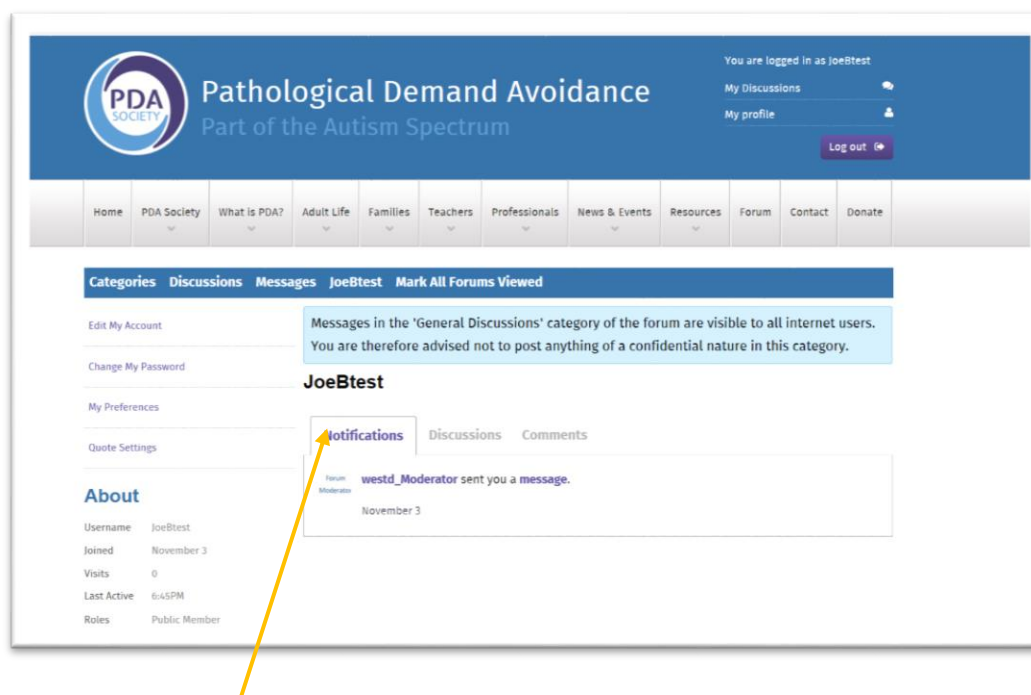 PDA
SOCIETY
Pathological Demand Avoidance
Part of the Autism Spectrum
You are logged in as JoeBtest
My Discussions
My profile
Log out
Home PDA Society What is PDA? Adult Life Families Teachers Professionals News & Events Resources Forum Contact Donate
Categories Discussions Messages JoeBtest Mark All Forums Viewed
Edit My Account
Change My Password
My Preferences
Quote Settings
About
Username JoeBtest
Joined November 3
Visits 0
Last Active 6:45PM
Roles Public Member
Messages in the 'General Discussions' category of the forum are visible to all internet users.
You are therefore advised not to post anything of a confidential nature in this category.
JoeBtest
Notifications Discussions Comments
Forum
Moderator
westd_Moderator sent you a message.
November 3